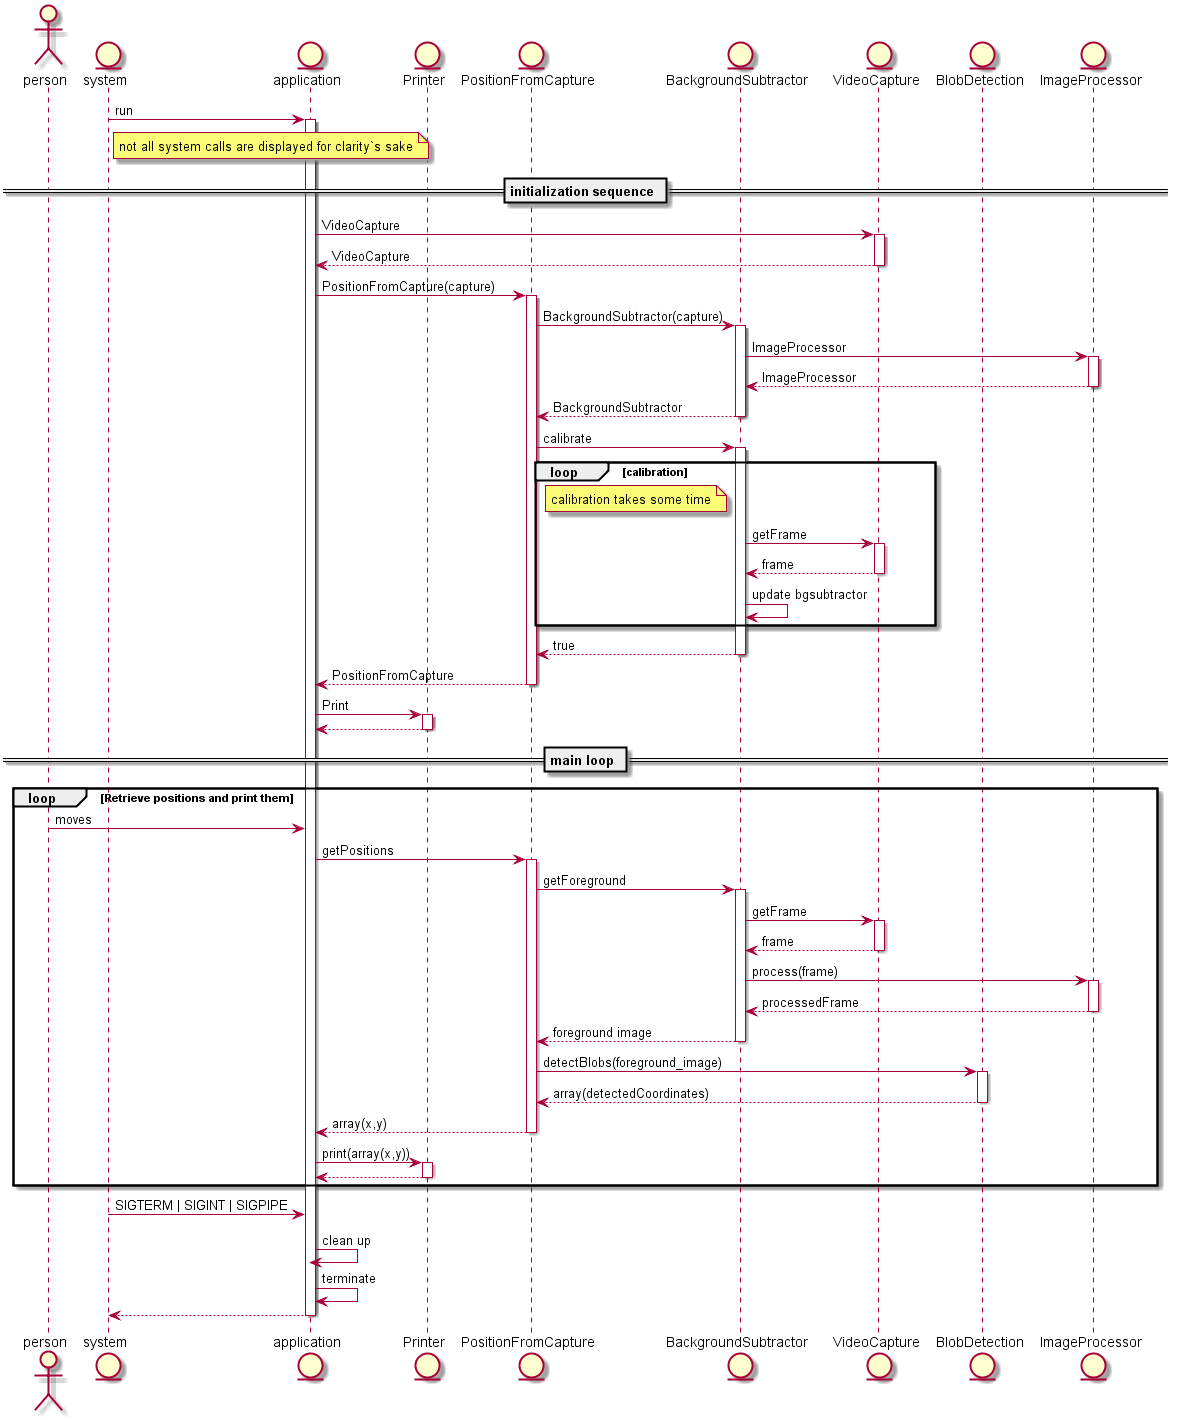 person
system
application
Printer
PositionFromCapture
BackgroundSubtractor
VideoCapture
BlobDetection
ImageProcessor
run
not all system calls are displayed for clarity`s sake
initialization sequence
VideoCapture
VideoCapture
PositionFromCapture(capture)
BackgroundSubtractor(capture)
ImageProcessor
ImageProcessor
BackgroundSubtractor
calibrate
loop [calibration]
calibration takes some time
getFrame
frame
update bgsubtractor
true
PositionFromCapture
Print
main loop
loop [Retrieve positions and print them]
moves
getPositions
getForeground
getFrame
frame
process(frame)
processedFrame
foreground image
detectBlobs(foreground_image)
array(detectedCoordinates)
array(x,y)
print(array(x,y))
SIGTERM | SIGINT | SIGPIPE
clean up
terminate
person
system
application
Printer
PositionFromCapture
BackgroundSubtractor
VideoCapture
BlobDetection
ImageProcessor